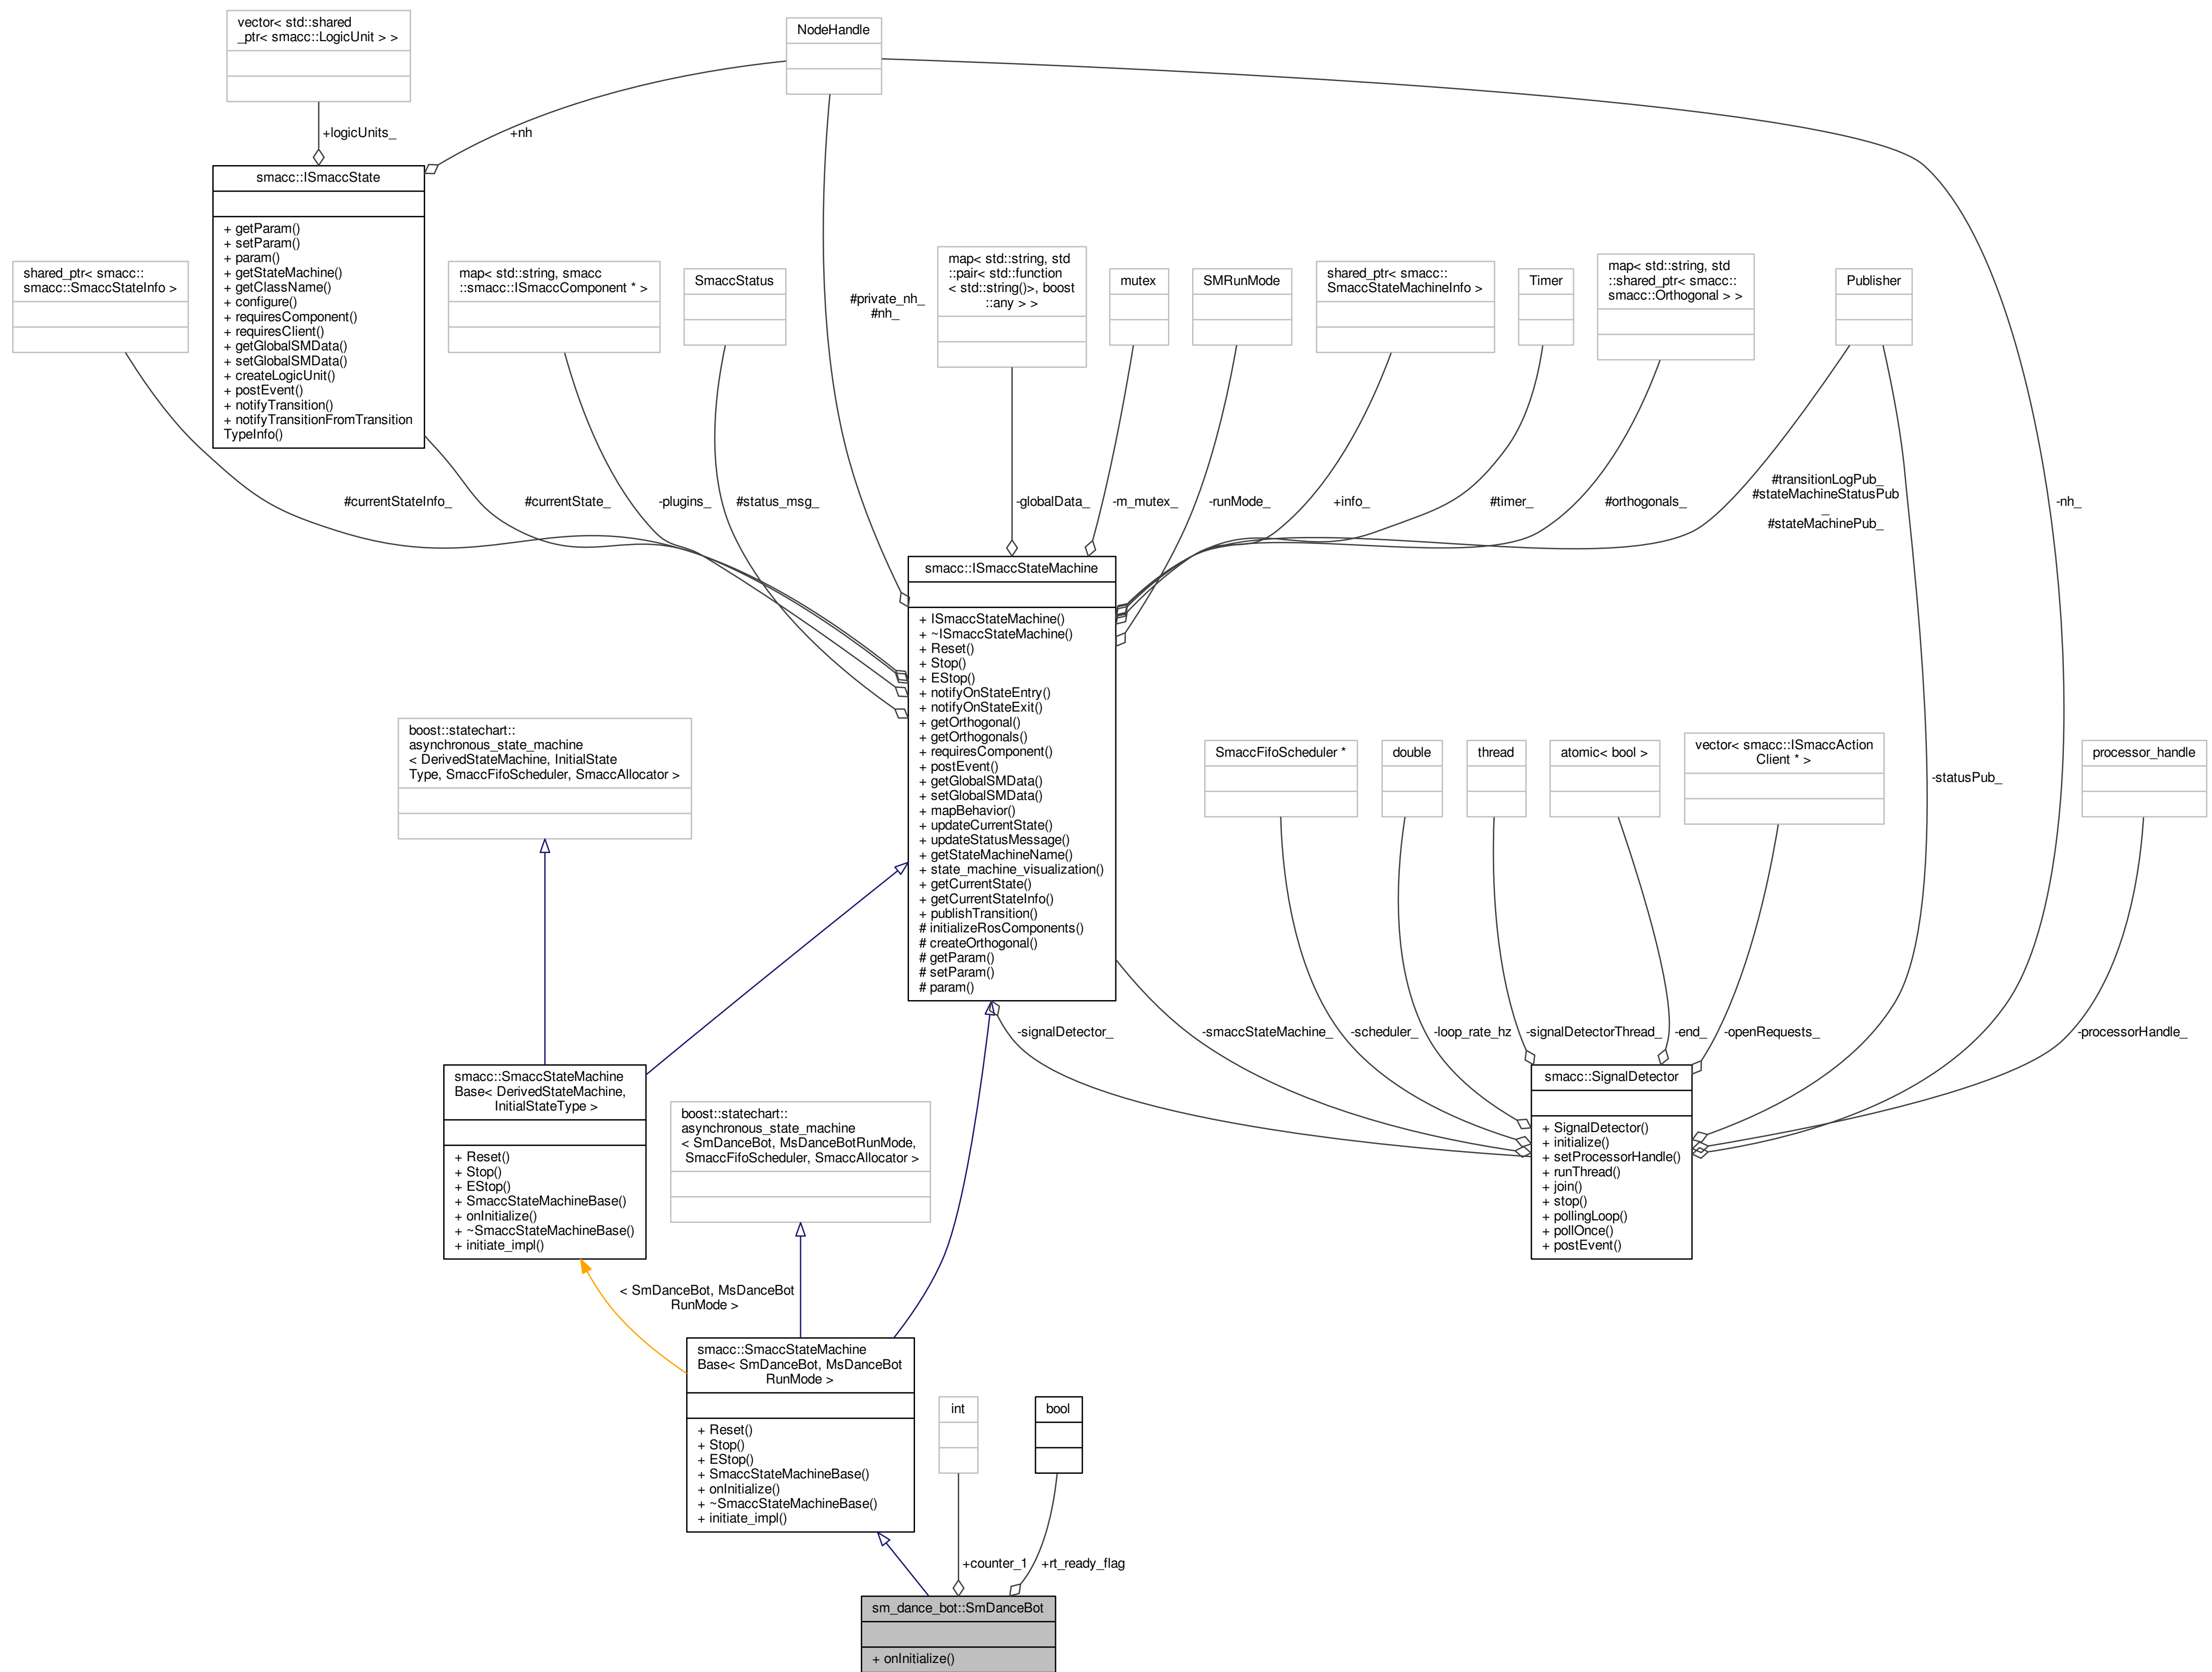 vector< std::shared
_ptr< smacc::LogicUnit > >
NodeHandle
+logicUnits_
+nh
smacc::ISmaccState
+ getParam()
+ setParam()
+ param()
+ getStateMachine()
+ getClassName()
+ configure()
+ requiresComponent()
+ requiresClient()
+ getGlobalSMData()
+ setGlobalSMData()
+ createLogicUnit()
+ postEvent()
+ notifyTransition()
+ notifyTransitionFromTransition
TypeInfo()
shared_ptr< smacc::
smacc::SmaccStateInfo >
map< std::string, smacc
::smacc::ISmaccComponent * >
SmaccStatus
#private_nh_
#nh_
map< std::string, std
::pair< std::function
< std::string()>, boost
::any > >
mutex
SMRunMode
shared_ptr< smacc::
SmaccStateMachineInfo >
Timer
map< std::string, std
::shared_ptr< smacc::
smacc::Orthogonal > >
Publisher
#currentStateInfo_
#currentState_
-plugins_
#status_msg_
-globalData_
-m_mutex_
-runMode_
+info_
#timer_
#orthogonals_
#transitionLogPub_
#stateMachineStatusPub
_
#stateMachinePub_
-nh_
smacc::ISmaccStateMachine
+ ISmaccStateMachine()
+ ~ISmaccStateMachine()
+ Reset()
+ Stop()
+ EStop()
+ notifyOnStateEntry()
+ notifyOnStateExit()
+ getOrthogonal()
+ getOrthogonals()
+ requiresComponent()
+ postEvent()
+ getGlobalSMData()
+ setGlobalSMData()
+ mapBehavior()
+ updateCurrentState()
+ updateStatusMessage()
+ getStateMachineName()
+ state_machine_visualization()
+ getCurrentState()
+ getCurrentStateInfo()
+ publishTransition()
# initializeRosComponents()
# createOrthogonal()
# getParam()
# setParam()
# param()
boost::statechart::
asynchronous_state_machine
< DerivedStateMachine, InitialState
Type, SmaccFifoScheduler, SmaccAllocator >
SmaccFifoScheduler *
double
thread
atomic< bool >
vector< smacc::ISmaccAction
Client * >
-statusPub_
processor_handle
-signalDetector_
-smaccStateMachine_
-scheduler_
-loop_rate_hz
-signalDetectorThread_
-end_
-openRequests_
-processorHandle_
smacc::SmaccStateMachine
Base< DerivedStateMachine,
InitialStateType >
+ Reset()
+ Stop()
+ EStop()
+ SmaccStateMachineBase()
+ onInitialize()
+ ~SmaccStateMachineBase()
+ initiate_impl()
boost::statechart::
asynchronous_state_machine
< SmDanceBot, MsDanceBotRunMode,
SmaccFifoScheduler, SmaccAllocator >
smacc::SignalDetector
+ SignalDetector()
+ initialize()
+ setProcessorHandle()
+ runThread()
+ join()
+ stop()
+ pollingLoop()
+ pollOnce()
+ postEvent()
< SmDanceBot, MsDanceBot
RunMode >
smacc::SmaccStateMachine
Base< SmDanceBot, MsDanceBot
RunMode >
+ Reset()
+ Stop()
+ EStop()
+ SmaccStateMachineBase()
+ onInitialize()
+ ~SmaccStateMachineBase()
+ initiate_impl()
int
bool
+counter_1
+rt_ready_flag
sm_dance_bot::SmDanceBot
+ onInitialize()